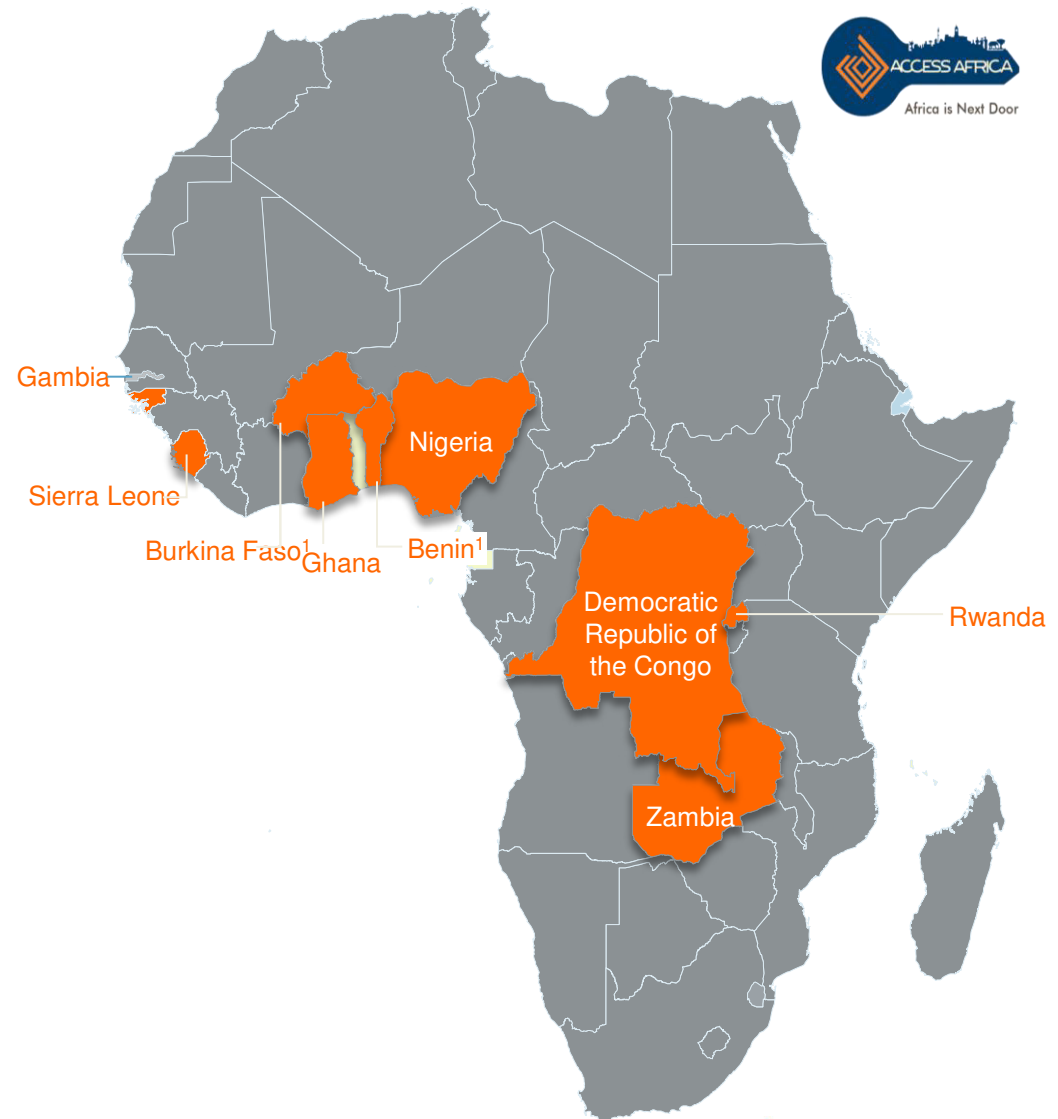 ACCESS AFRICA
Africa is Next Door
Gambia
Nigeria
Sierra Leone
Burkina Faso¹
Ghana
Benin¹
Democratic
Republic of
the Congo
Rwanda
Zambia